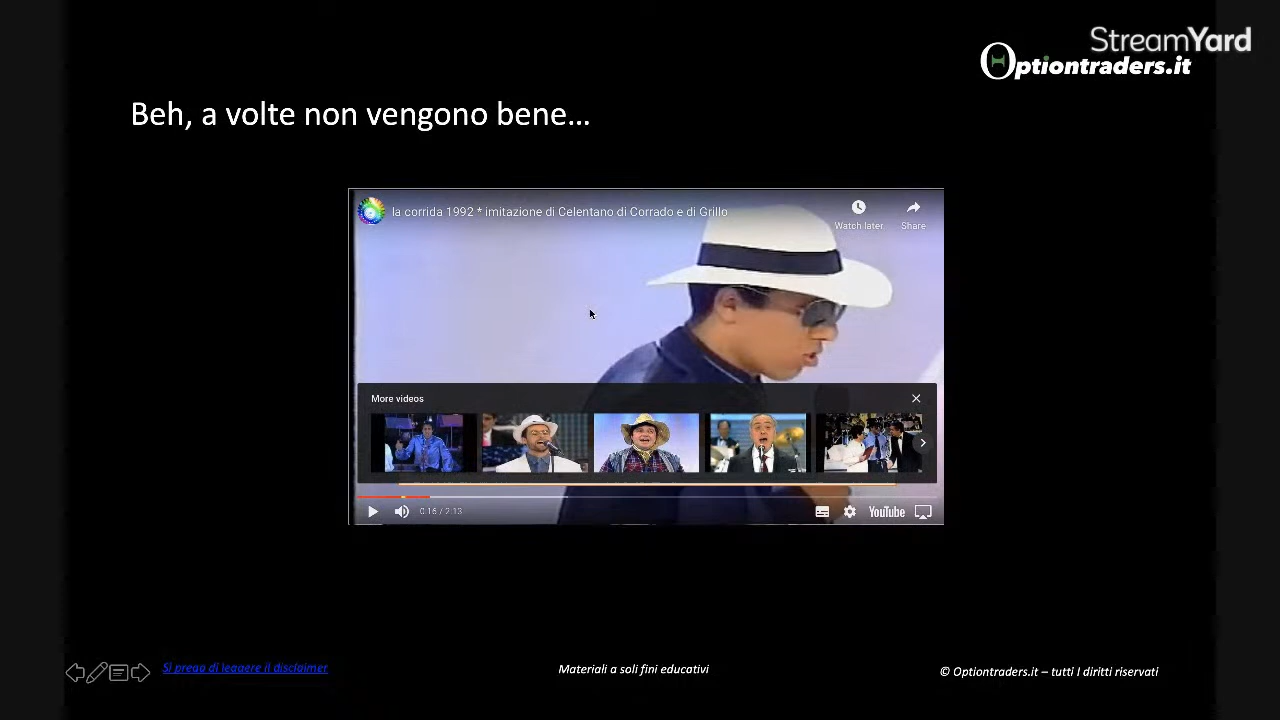 StreamYard
Optiontraders.it
Beh, a volte non vengono bene...
la corrida 1992 * imitazione di Celentano di Corrado e di Grillo
Watch later
Share
More videos
0:16 / 2:13
YouTube
Si prega di leggere il disclaimer
Materiali a soli fini educativi
© Optiontraders.it – tutti I diritti riservati